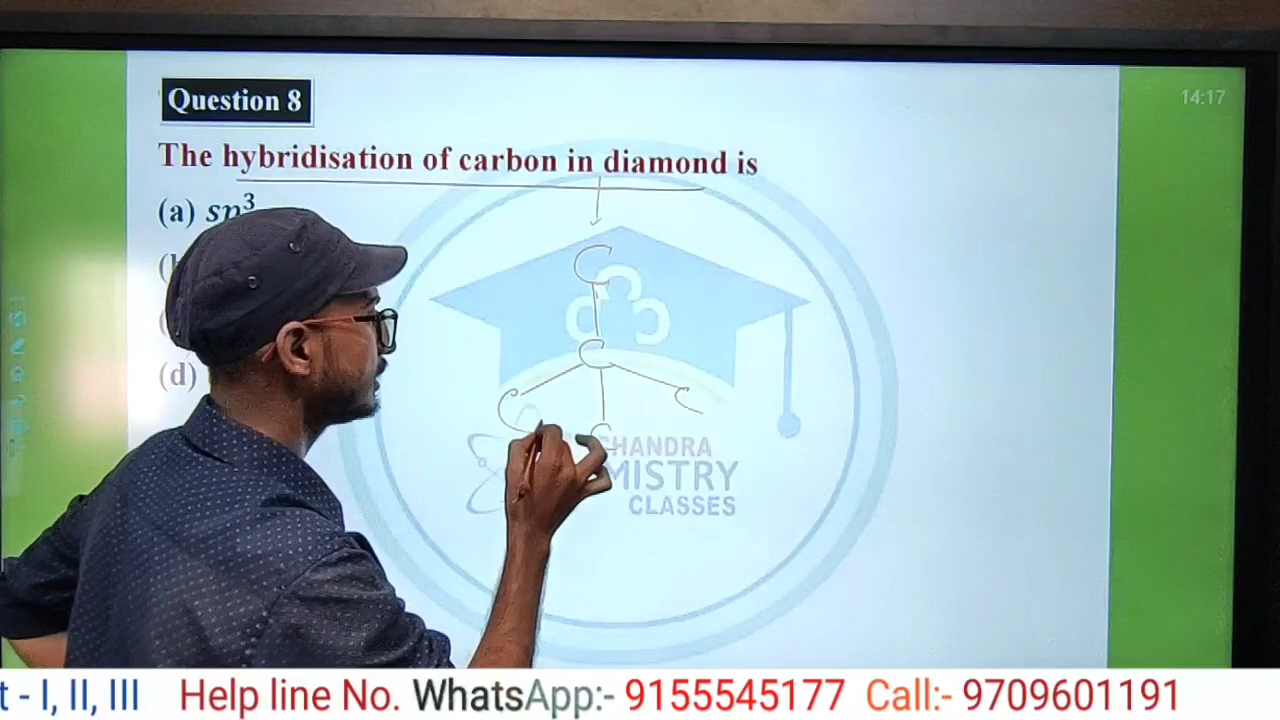 14:17
Question 8
The hybridisation of carbon in diamond is
(a) sp³
(d)
C
C
C C
C
CHANDRA
CLASSES
t - I, II, III Help line No. WhatsApp:- 9155545177 Call:- 9709601191